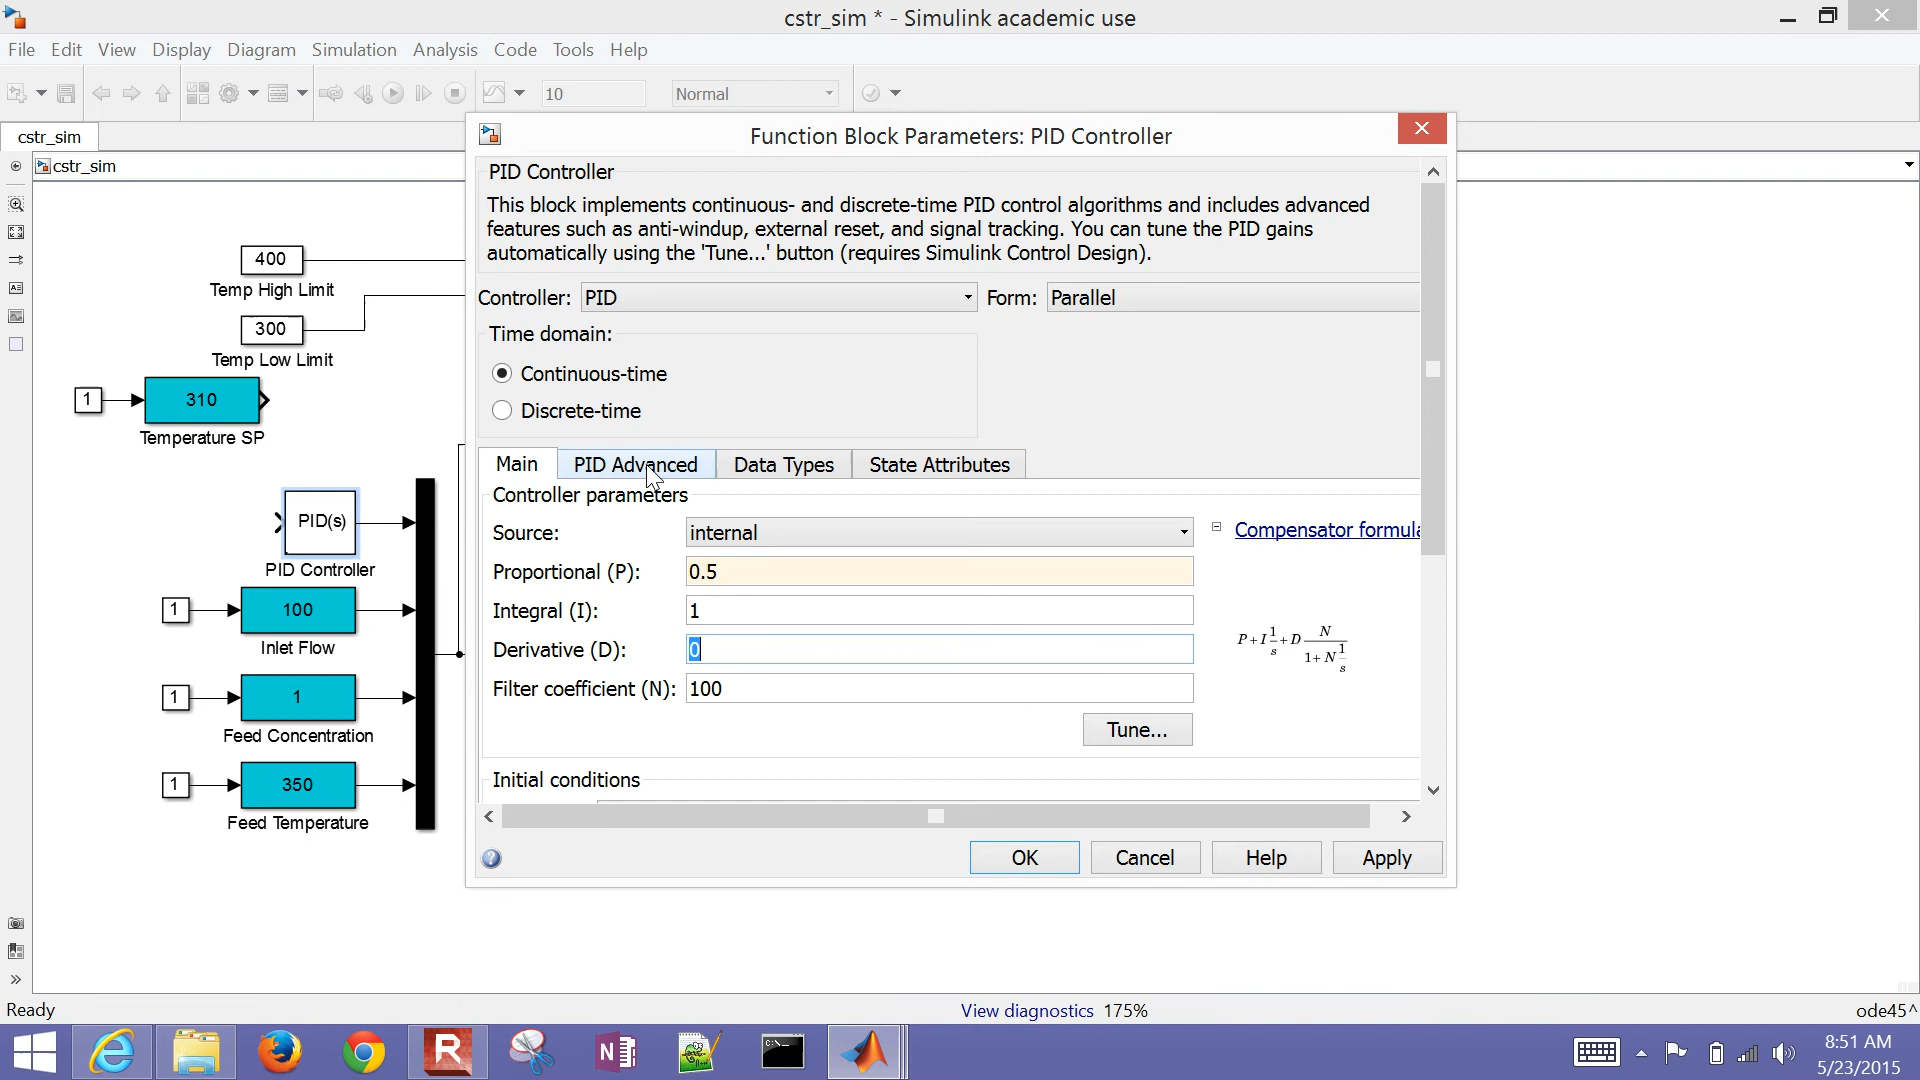 cstr_sim * - Simulink academic use
File Edit View Display Diagram Simulation Analysis Code Tools Help
10
Normal
cstr_sim
cstr_sim
Function Block Parameters: PID Controller
PID Controller
This block implements continuous- and discrete-time PID control algorithms and includes advanced
features such as anti-windup, external reset, and signal tracking. You can tune the PID gains
automatically using the 'Tune...' button (requires Simulink Control Design).
Controller: PID Form: Parallel
Time domain:
Continuous-time
Discrete-time
Main PID Advanced Data Types State Attributes
Controller parameters
Source: internal
Compensator formula
Proportional (P): 0.5
Integral (I): 1
Derivative (D): 0
Filter coefficient (N): 100
P+I 1/s +D N/(1+N 1/s)
Tune...
Initial conditions
OK Cancel Help Apply
400
Temp High Limit
300
Temp Low Limit
1 310
Temperature SP
PID(s)
PID Controller
1 100
Inlet Flow
1 1
Feed Concentration
1 350
Feed Temperature
Ready
View diagnostics 175%
ode45^
8:51 AM
5/23/2015